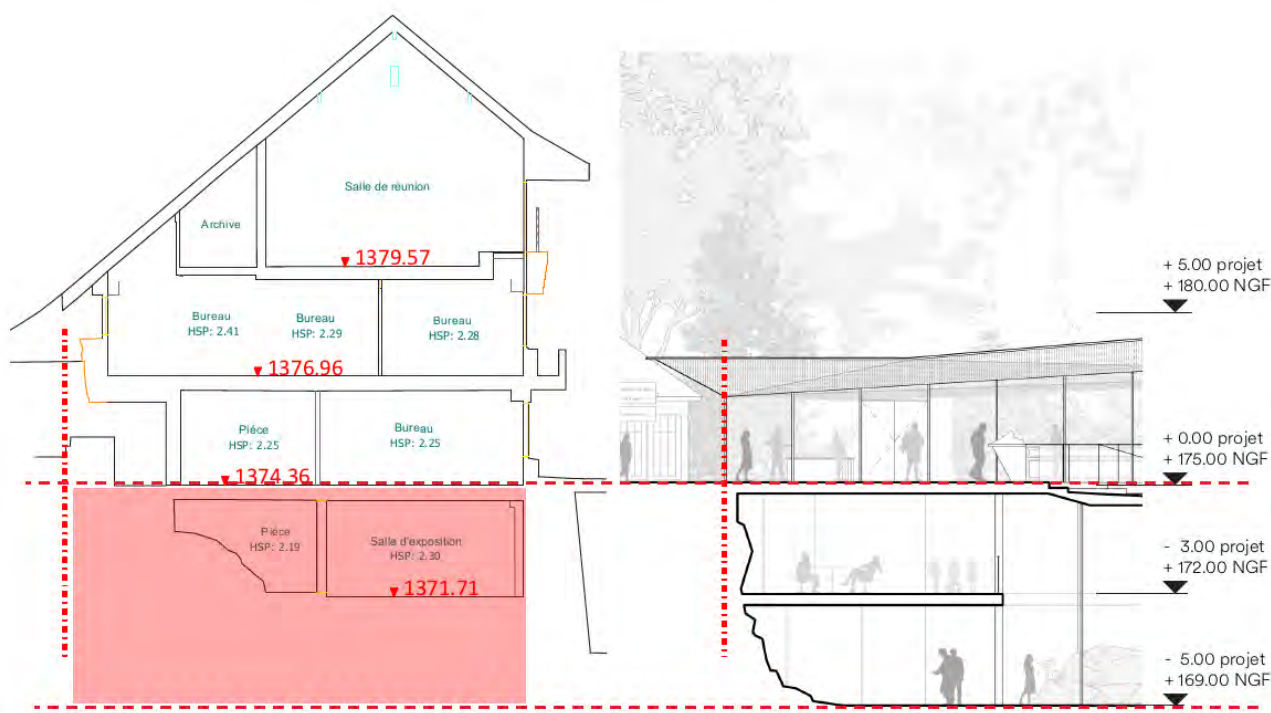 Salle de réunion
Archive
1379.57
Bureau
HSP: 2.41
Bureau
HSP: 2.29
Bureau
HSP: 2.28
1376.96
Piéce
HSP: 2.25
Bureau
HSP: 2.25
1374.36
Piéce
HSP: 2.19
Salle d'exposition
HSP: 2.30
1371.71
+ 5.00 projet
+ 180.00 NGF
+ 0.00 projet
+ 175.00 NGF
- 3.00 projet
+ 172.00 NGF
- 5.00 projet
+ 169.00 NGF